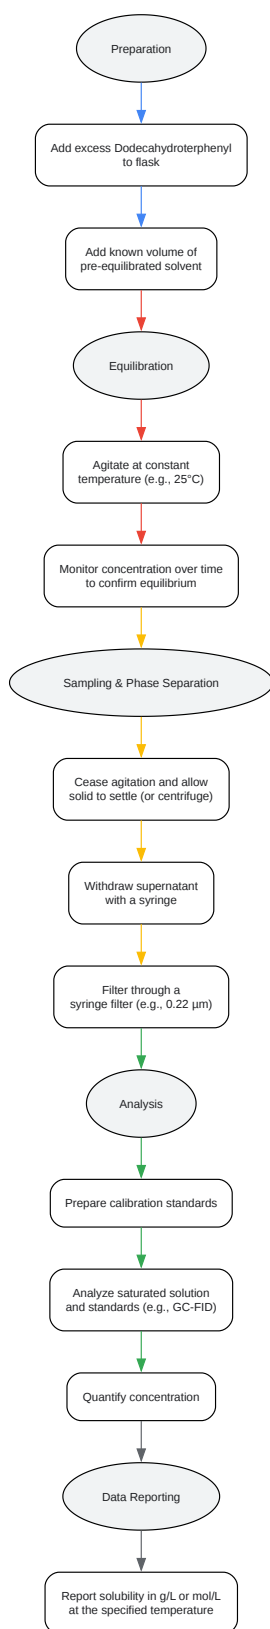 Preparation
Add excess Dodecahydroterphenyl
to flask
Add known volume of
pre-equilibrated solvent
Equilibration
Agitate at constant
temperature (e.g., 25°C)
Monitor concentration over time
to confirm equilibrium
Sampling & Phase Separation
Cease agitation and allow
solid to settle (or centrifuge)
Withdraw supernatant
with a syringe
Filter through a
syringe filter (e.g., 0.22 µm)
Analysis
Prepare calibration standards
Analyze saturated solution
and standards (e.g., GC-FID)
Quantify concentration
Data Reporting
Report solubility in g/L or mol/L
at the specified temperature